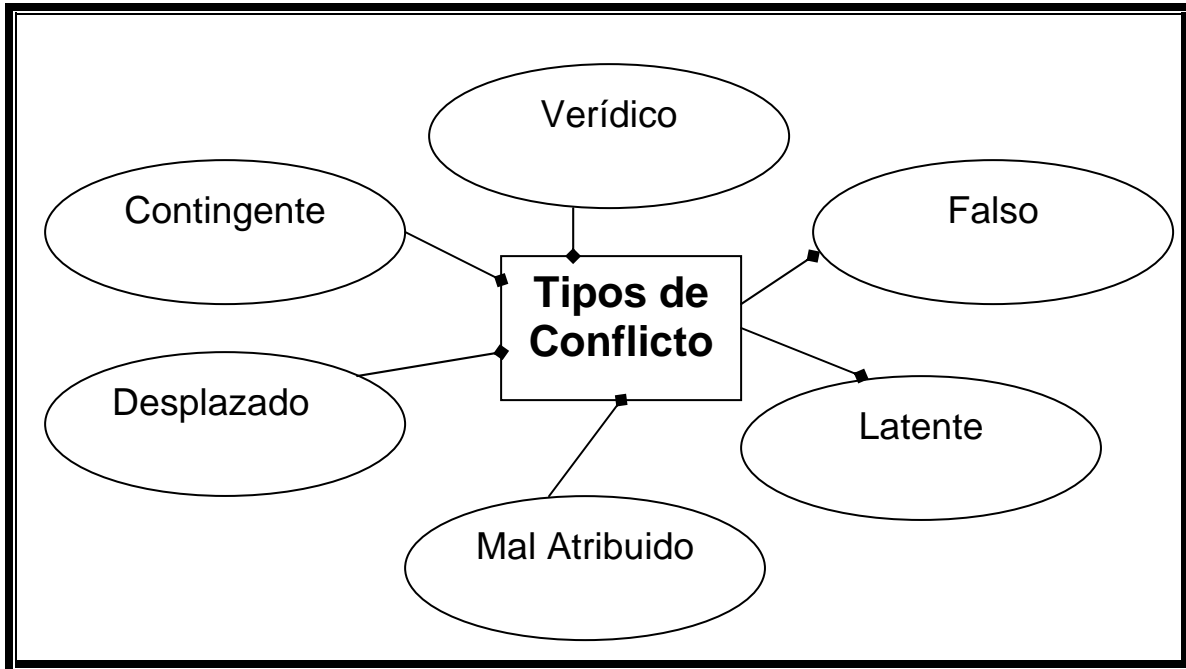 Verídico
Contingente
Falso
Tipos de
Conflicto
Desplazado
Latente
Mal Atribuido